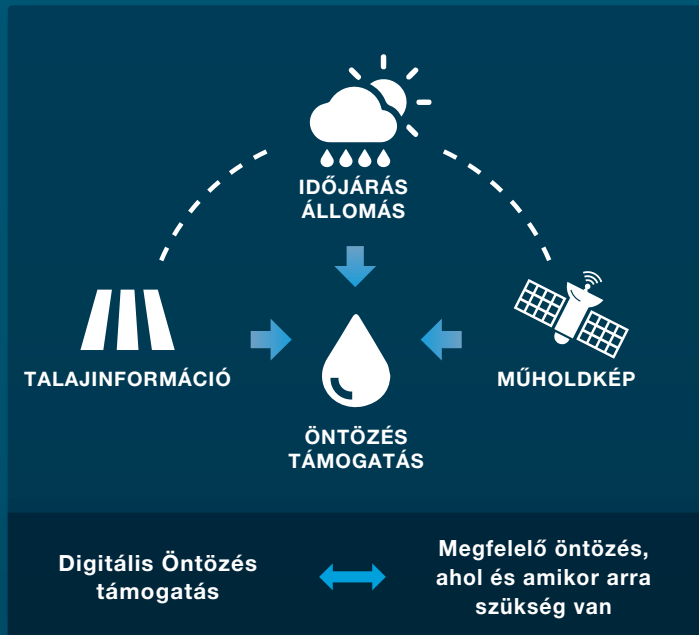 IDŐJÁRÁS
ÁLLOMÁS
TALAJINFORMÁCIÓ
MŰHOLDKÉP
ÖNTÖZÉS
TÁMOGATÁS
Digitális Öntözés
támogatás
Megfelelő öntözés,
ahol és amikor arra
szükség van